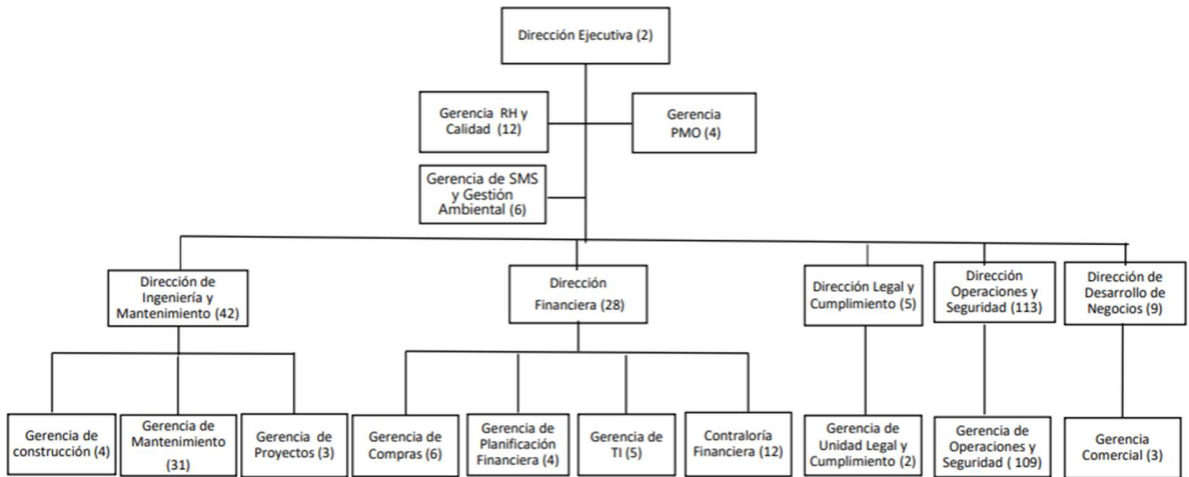 Dirección Ejecutiva (2)
Gerencia RH y
Calidad (12)
Gerencia
PMO (4)
Gerencia de SMS
y Gestión
Ambiental (6)
Dirección de
Ingeniería y
Mantenimiento (42)
Dirección
Financiera (28)
Dirección Legal y
Cumplimiento (5)
Dirección
Operaciones y
Seguridad (113)
Dirección de
Desarrollo de
Negocios (9)
Gerencia de
construcción (4)
Gerencia de
Mantenimiento
(31)
Gerencia de
Proyectos (3)
Gerencia de
Compras (6)
Gerencia de
Planificación
Financiera (4)
Gerencia de
TI (5)
Contraloría
Financiera (12)
Gerencia de
Unidad Legal y
Cumplimiento (2)
Gerencia de
Operaciones y
Seguridad ( 109)
Gerencia
Comercial (3)